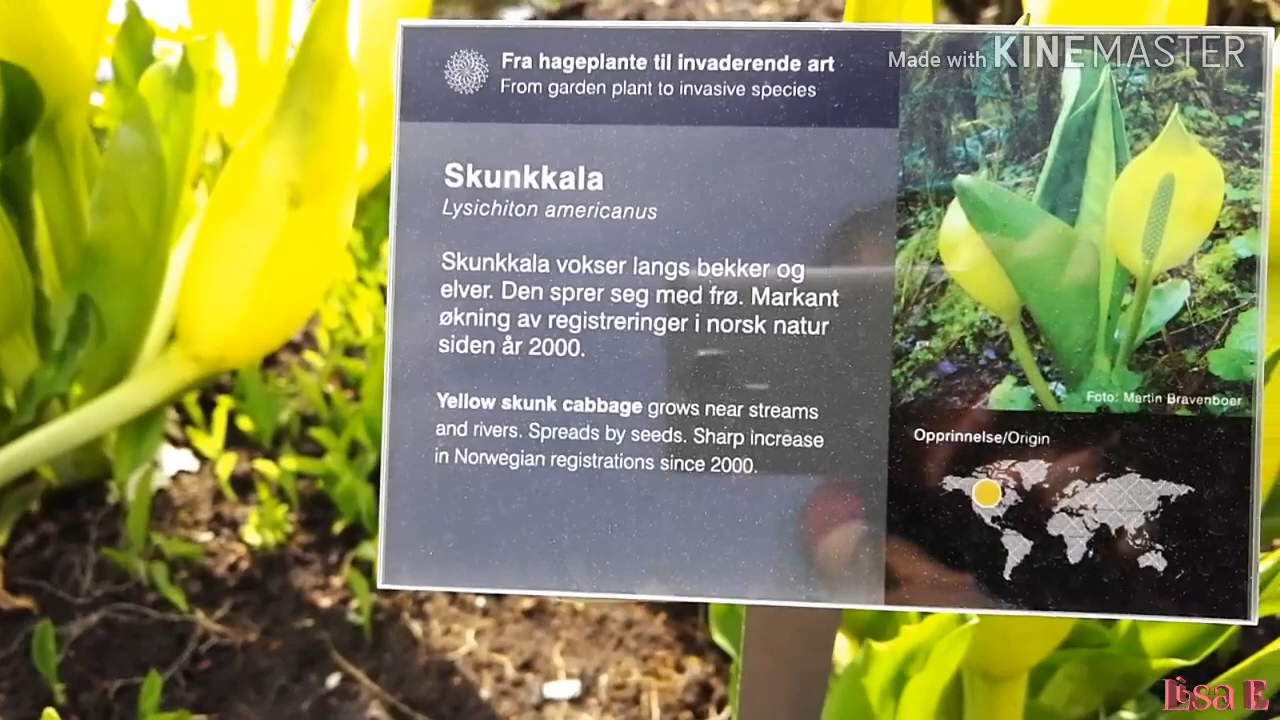 Fra hageplante til invaderende art
From garden plant to invasive species
Made with KINEMASTER
Skunkkala
Lysichiton americanus
Skunkkala vokser langs bekker og
elver. Den sprer seg med frø. Markant
økning av registreringer i norsk natur
siden år 2000.
Yellow skunk cabbage grows near streams
and rivers. Spreads by seeds. Sharp increase
in Norwegian registrations since 2000.
Foto: Martin Bravenboer
Opprinnelse/Origin
Lisa E